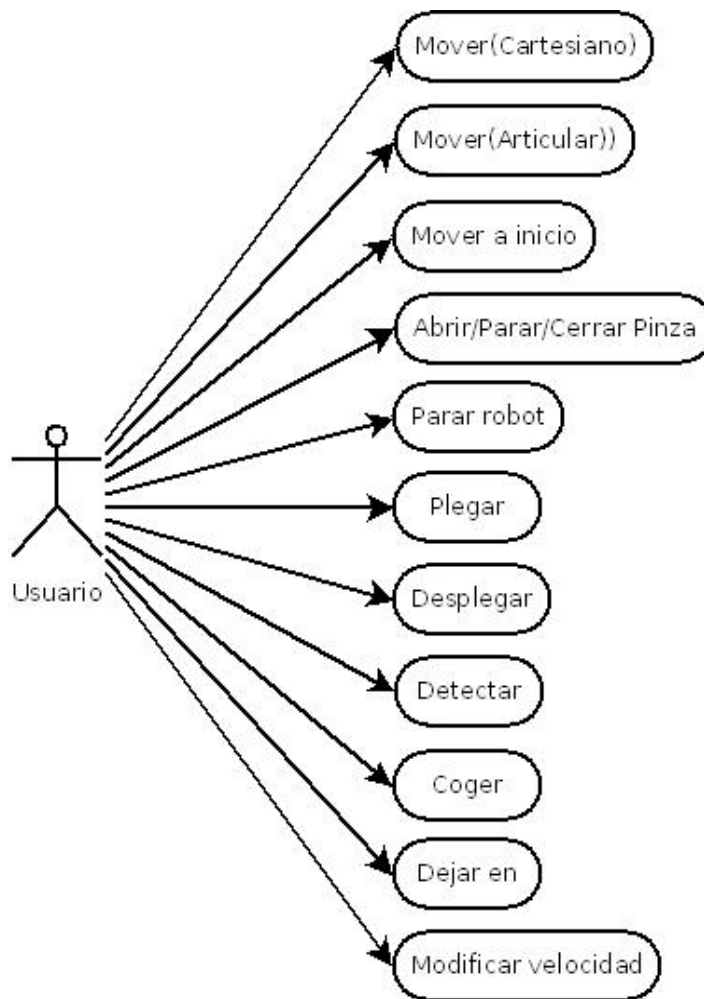 Mover(Cartesiano)
Mover(Articular))
Mover a inicio
Abrir/Parar/Cerrar Pinza
Parar robot
Plegar
Usuario
Desplegar
Detectar
Coger
Dejar en
Modificar velocidad